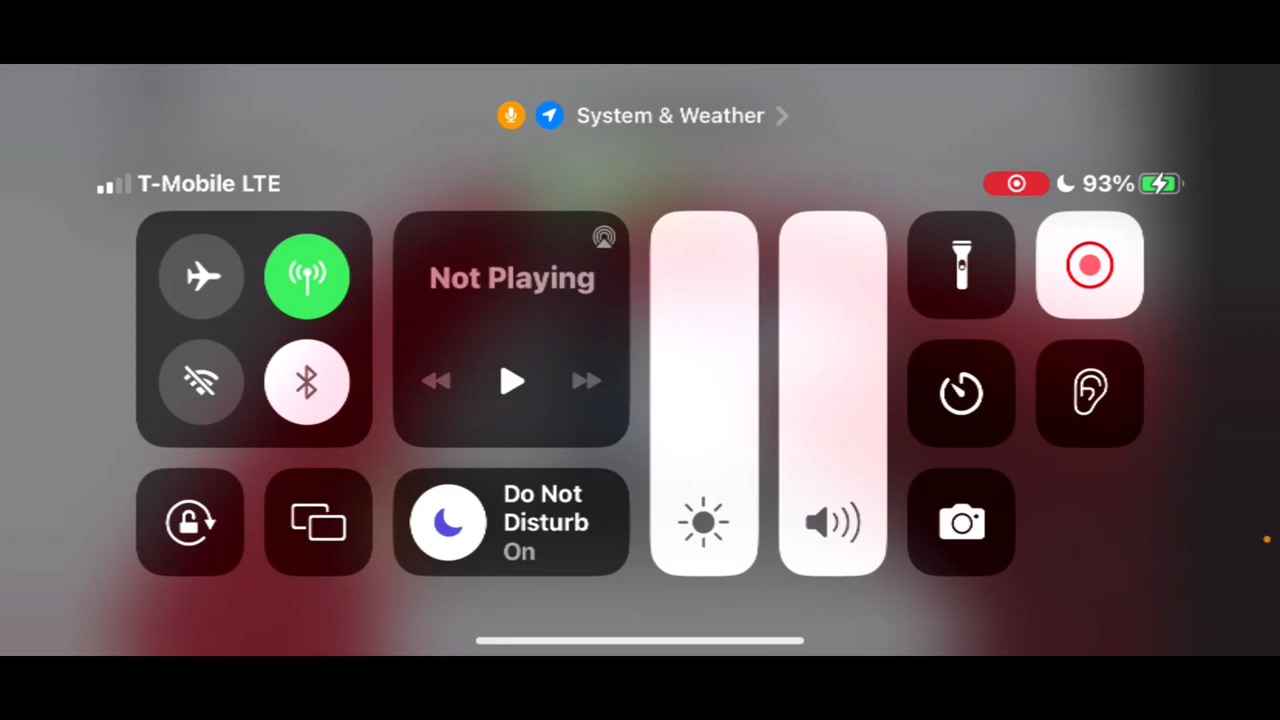 System & Weather
T-Mobile LTE
93%
Not Playing
Do Not
Disturb
On